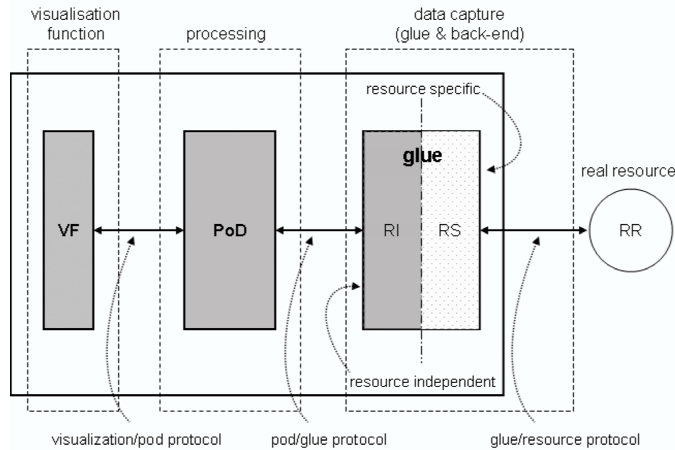 visualisation
function
processing
data capture
(glue & back-end)
resource specific
glue
real resource
VF
PoD
RI
RS
RR
resource independent
visualization/pod protocol
pod/glue protocol
glue/resource protocol